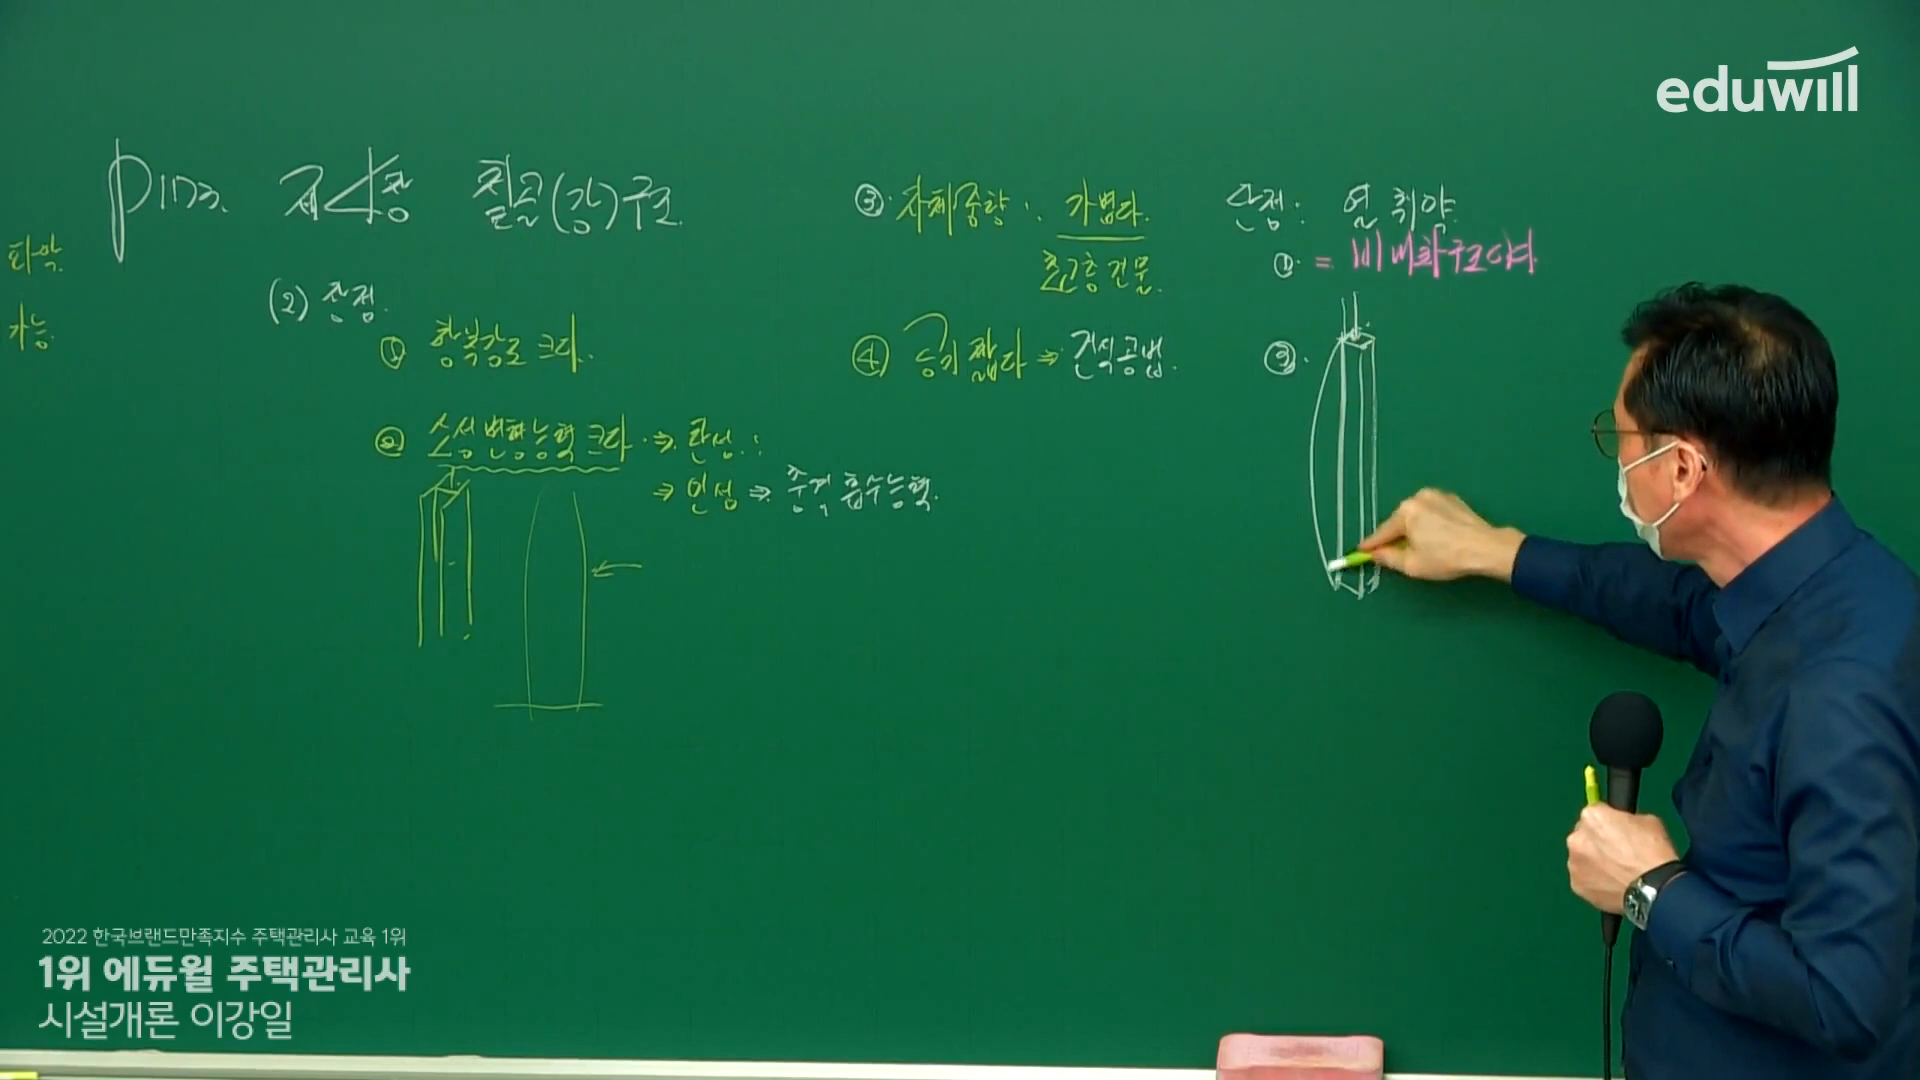 eduwill
P173. 제4장 철골(강)구조
파악.
가능.
(2) 장점.
① 항복강도 크다.
② 소성변형능력 크다. ⇒ 연성.
⇒ 인성 ⇒ 충격 흡수능력.
③ 자체중량 가볍다.
초고층 건물.
④ 공기 짧다 ⇒ 건식공법.
단점: 열 취약.
① = 비내화구조이다.
2022 한국브랜드만족지수 주택관리사 교육 1위
1위 에듀윌 주택관리사
시설개론 이강일